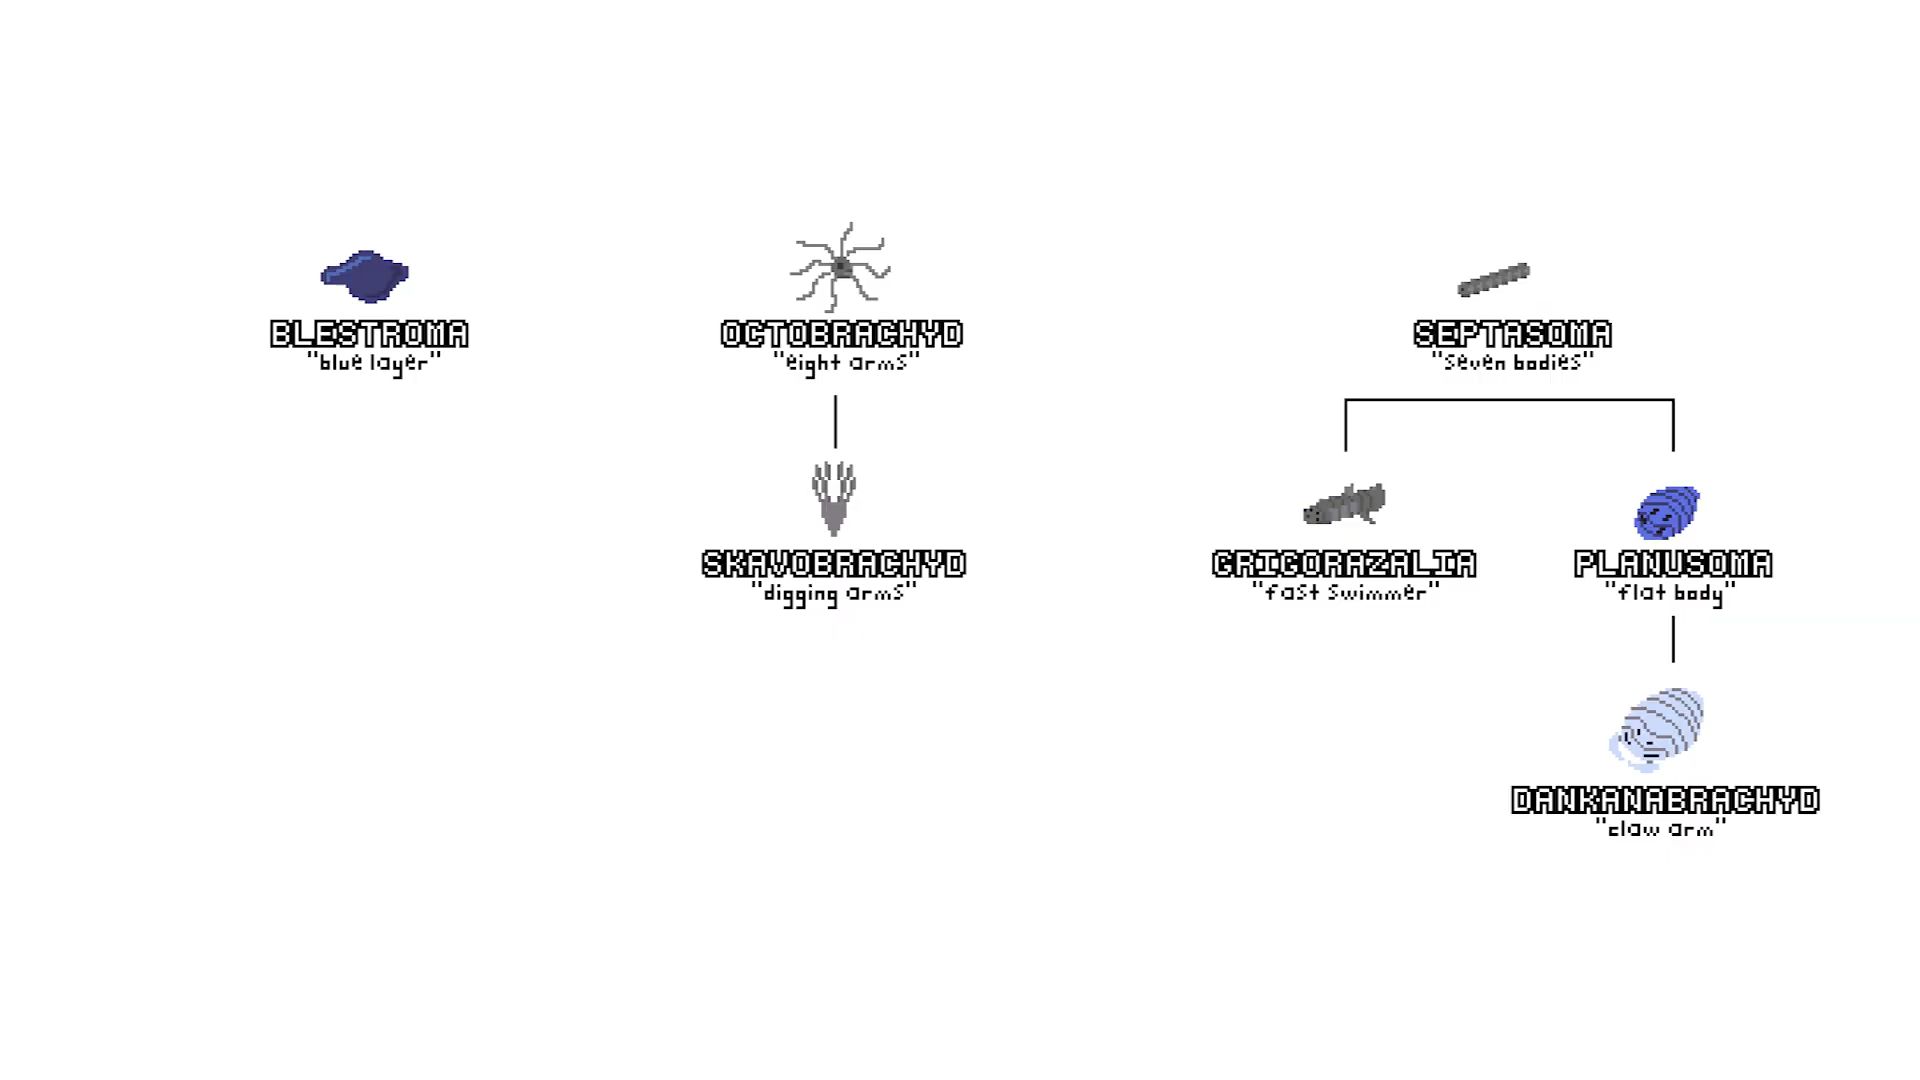 BLESTROMA
"blue layer"
OCTOBRACHYD
"eight arms"
SEPTASOMA
"seven bodies"
SKAVOBRACHYD
"digging arms"
GRIGORAZALIA
"fast swimmer"
PLANUSOMA
"flat body"
DANKANABRACHYD
"claw arm"